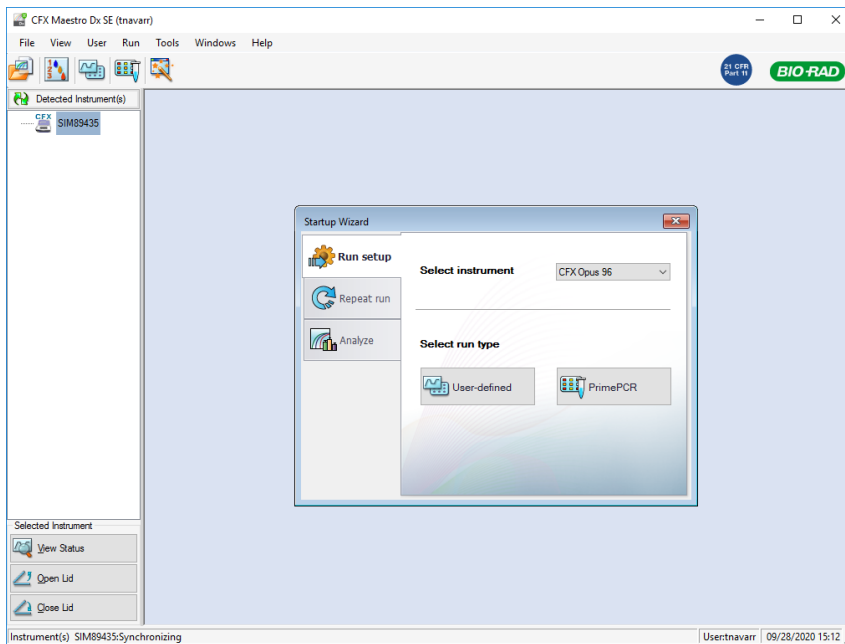 CFX Maestro Dx SE (tnavarr)
File View User Run Tools Windows Help
21 CFR
Part 11
BIO-RAD
Detected Instrument(s)
CFX
SIM89435
Startup Wizard
Run setup
Repeat run
Analyze
Select instrument
CFX Opus 96
Select run type
User-defined
PrimePCR
Selected Instrument
View Status
Open Lid
Close Lid
Instrument(s) SIM89435:Synchronizing
User:tnavarr
09/28/2020 15:12